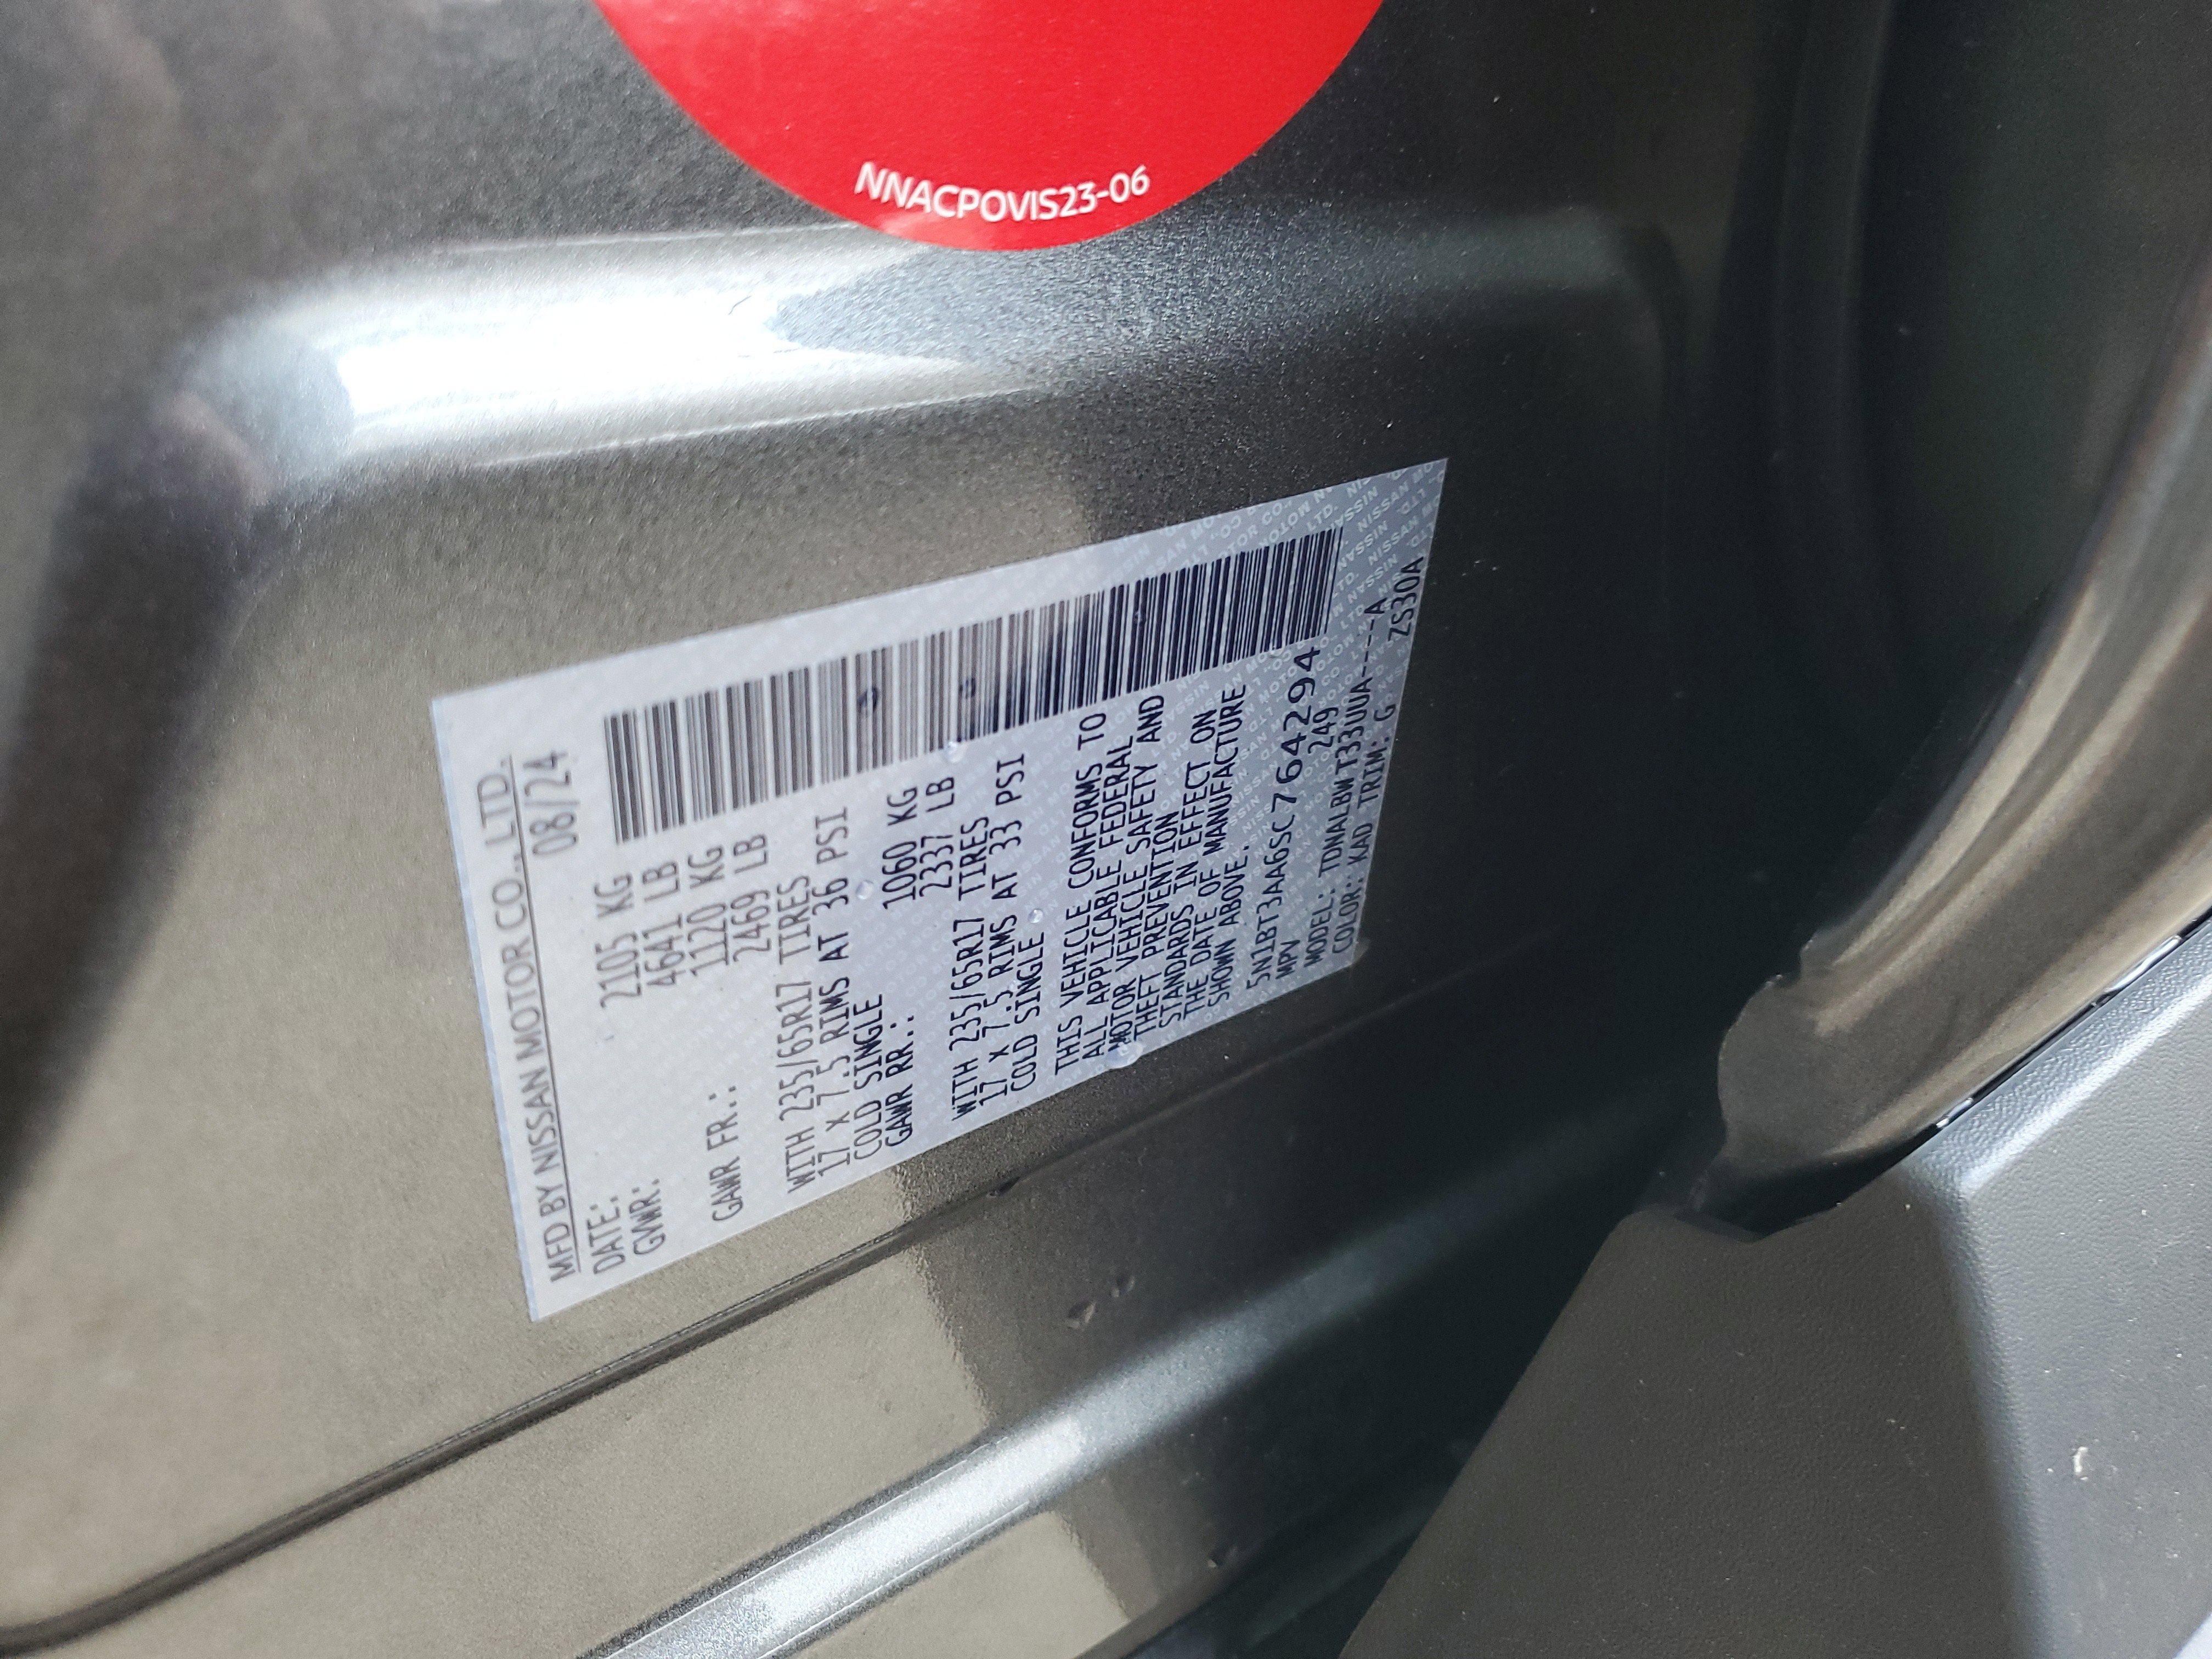 NNACPOVIS23-06
MFD BY NISSAN MOTOR CO., LTD.
DATE: 08/24
GVWR: 2105 KG
4641 LB
GAWR FR.: 1120 KG
2469 LB
WITH 235/65R17 TIRES
17 x 7.5 RIMS AT 36 PSI
COLD SINGLE
GAWR RR.: 1060 KG
2337 LB
WITH 235/65R17 TIRES
17 x 7.5 RIMS AT 33 PSI
COLD SINGLE
THIS VEHICLE CONFORMS TO
ALL APPLICABLE FEDERAL
MOTOR VEHICLE SAFETY AND
THEFT PREVENTION
STANDARDS IN EFFECT ON
THE DATE OF MANUFACTURE
SHOWN ABOVE.
5N1BT3AA6SC764294
MPV 249
MODEL: TDNALBW T33UUA----A
COLOR: KAD TRIM: G ZS30A